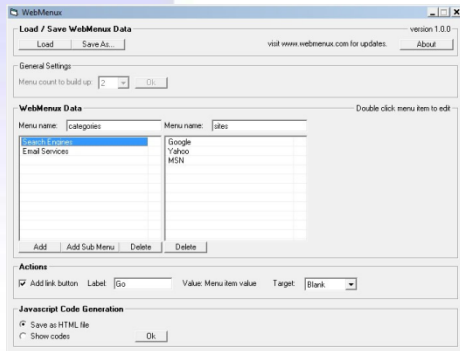 WebMenux
Load / Save WebMenux Data version 1.0.0
Load Save As... visit www.webmenux.com for updates. About
General Settings
Menu count to build up: 2 Ok
WebMenux Data Double click menu item to edit
Menu name: categories Menu name: sites
Search Engines Google
Email Services Yahoo
MSN
Add Add Sub Menu Delete Delete
Actions
Add link button Label: Go Value: Menu item value Target: Blank
Javascript Code Generation
Save as HTML file
Show codes Ok